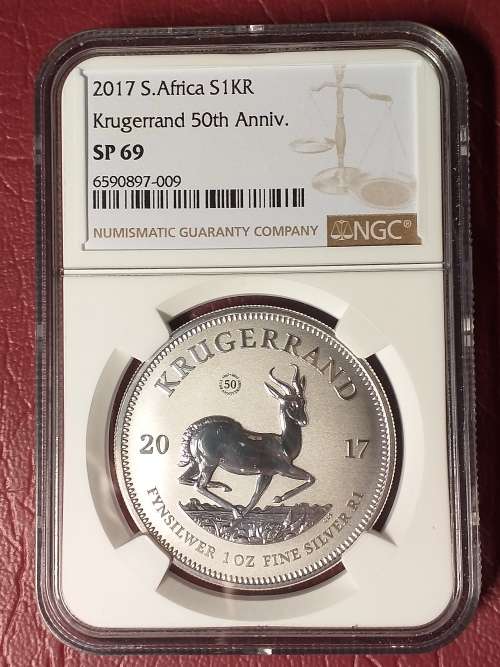 2017 S.Africa S1KR
Krugerrand 50th Anniv.
SP 69
6590897-009
NUMISMATIC GUARANTY COMPANY
NGC®
KRUGERRAND
50
20 17
FYNSILWER 1 OZ FINE SILVER R1